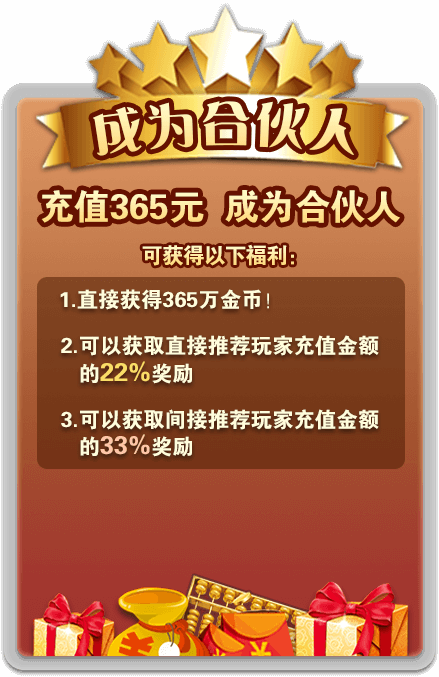 成为合伙人
充值365元 成为合伙人
可获得以下福利：
1.直接获得365万金币！
2.可以获取直接推荐玩家充值金额
的22%奖励
3.可以获取间接推荐玩家充值金额
的33%奖励